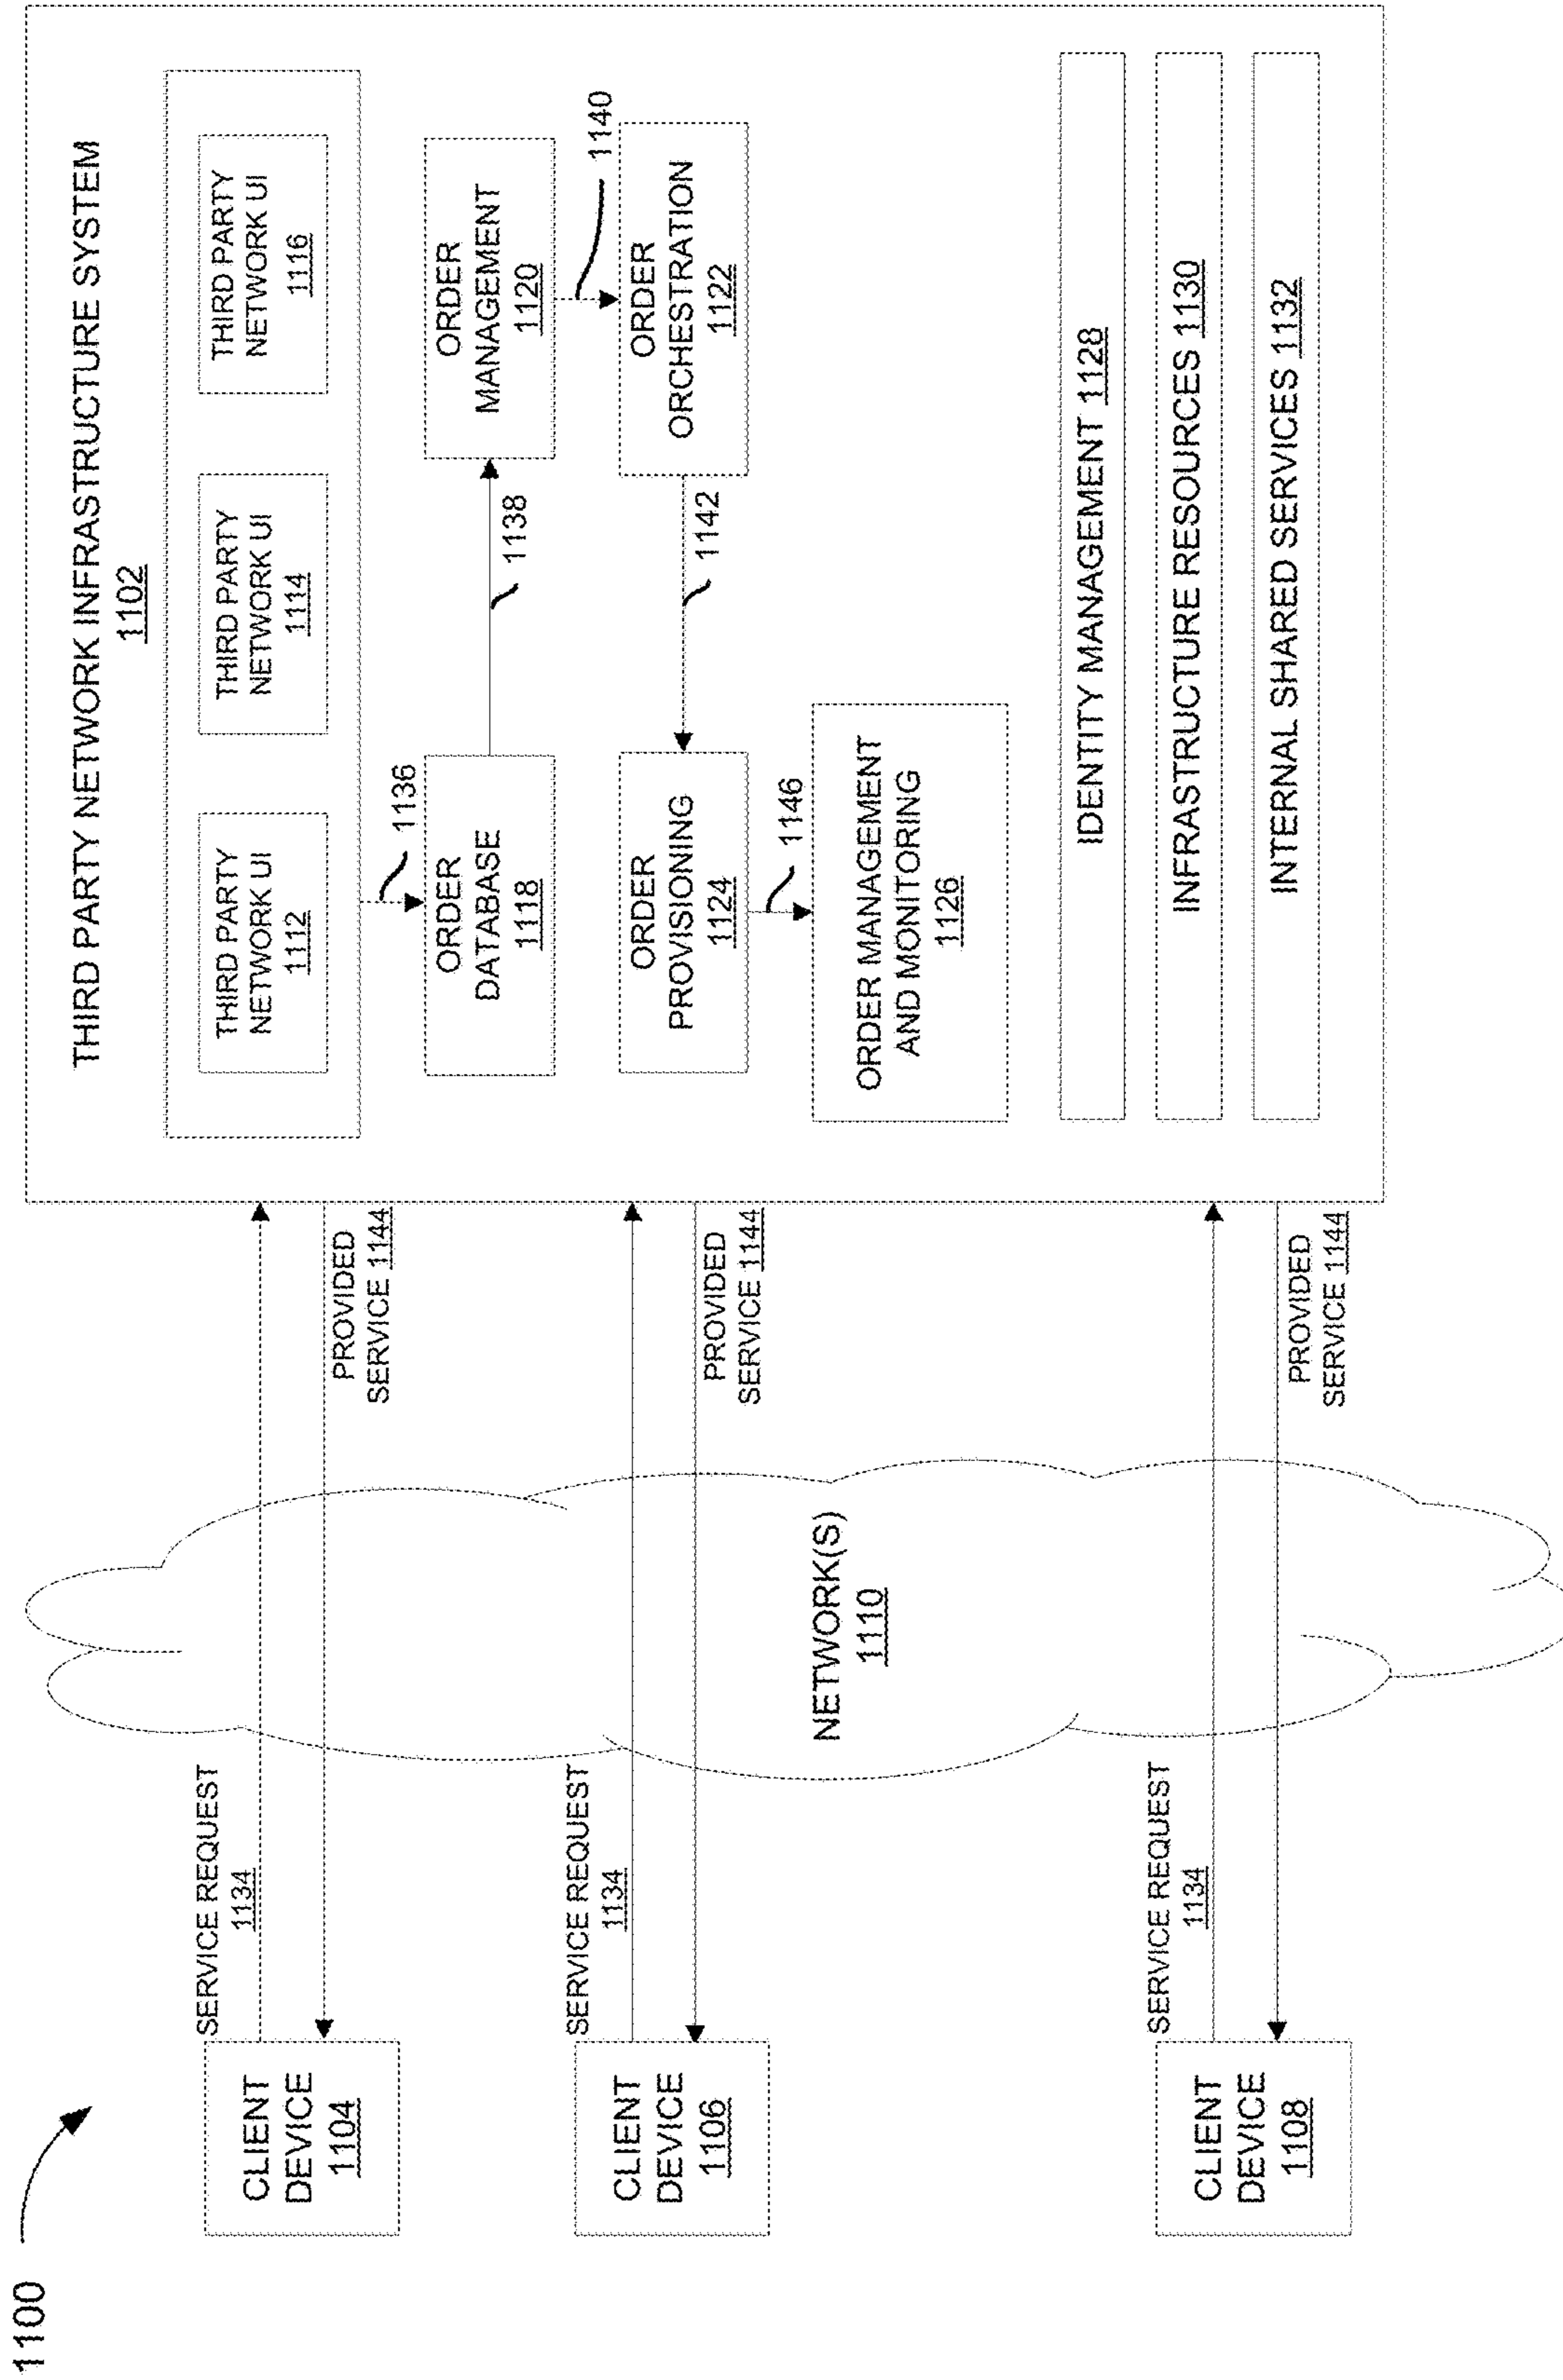 1100
CLIENT
DEVICE
1104
CLIENT
DEVICE
1106
CLIENT
DEVICE
1108
SERVICE REQUEST
1134
SERVICE REQUEST
1134
SERVICE REQUEST
1134
NETWORK(S)
1110
PROVIDED
SERVICE 1144
PROVIDED
SERVICE 1144
PROVIDED
SERVICE 1144
THIRD PARTY NETWORK INFRASTRUCTURE SYSTEM
1102
THIRD PARTY
NETWORK UI
1112
THIRD PARTY
NETWORK UI
1114
THIRD PARTY
NETWORK UI
1116
1136
ORDER
DATABASE
1118
1138
ORDER
MANAGEMENT
1120
1140
ORDER
PROVISIONING
1124
1142
ORDER
ORCHESTRATION
1122
1146
ORDER MANAGEMENT
AND MONITORING
1126
IDENTITY MANAGEMENT 1128
INFRASTRUCTURE RESOURCES 1130
INTERNAL SHARED SERVICES 1132